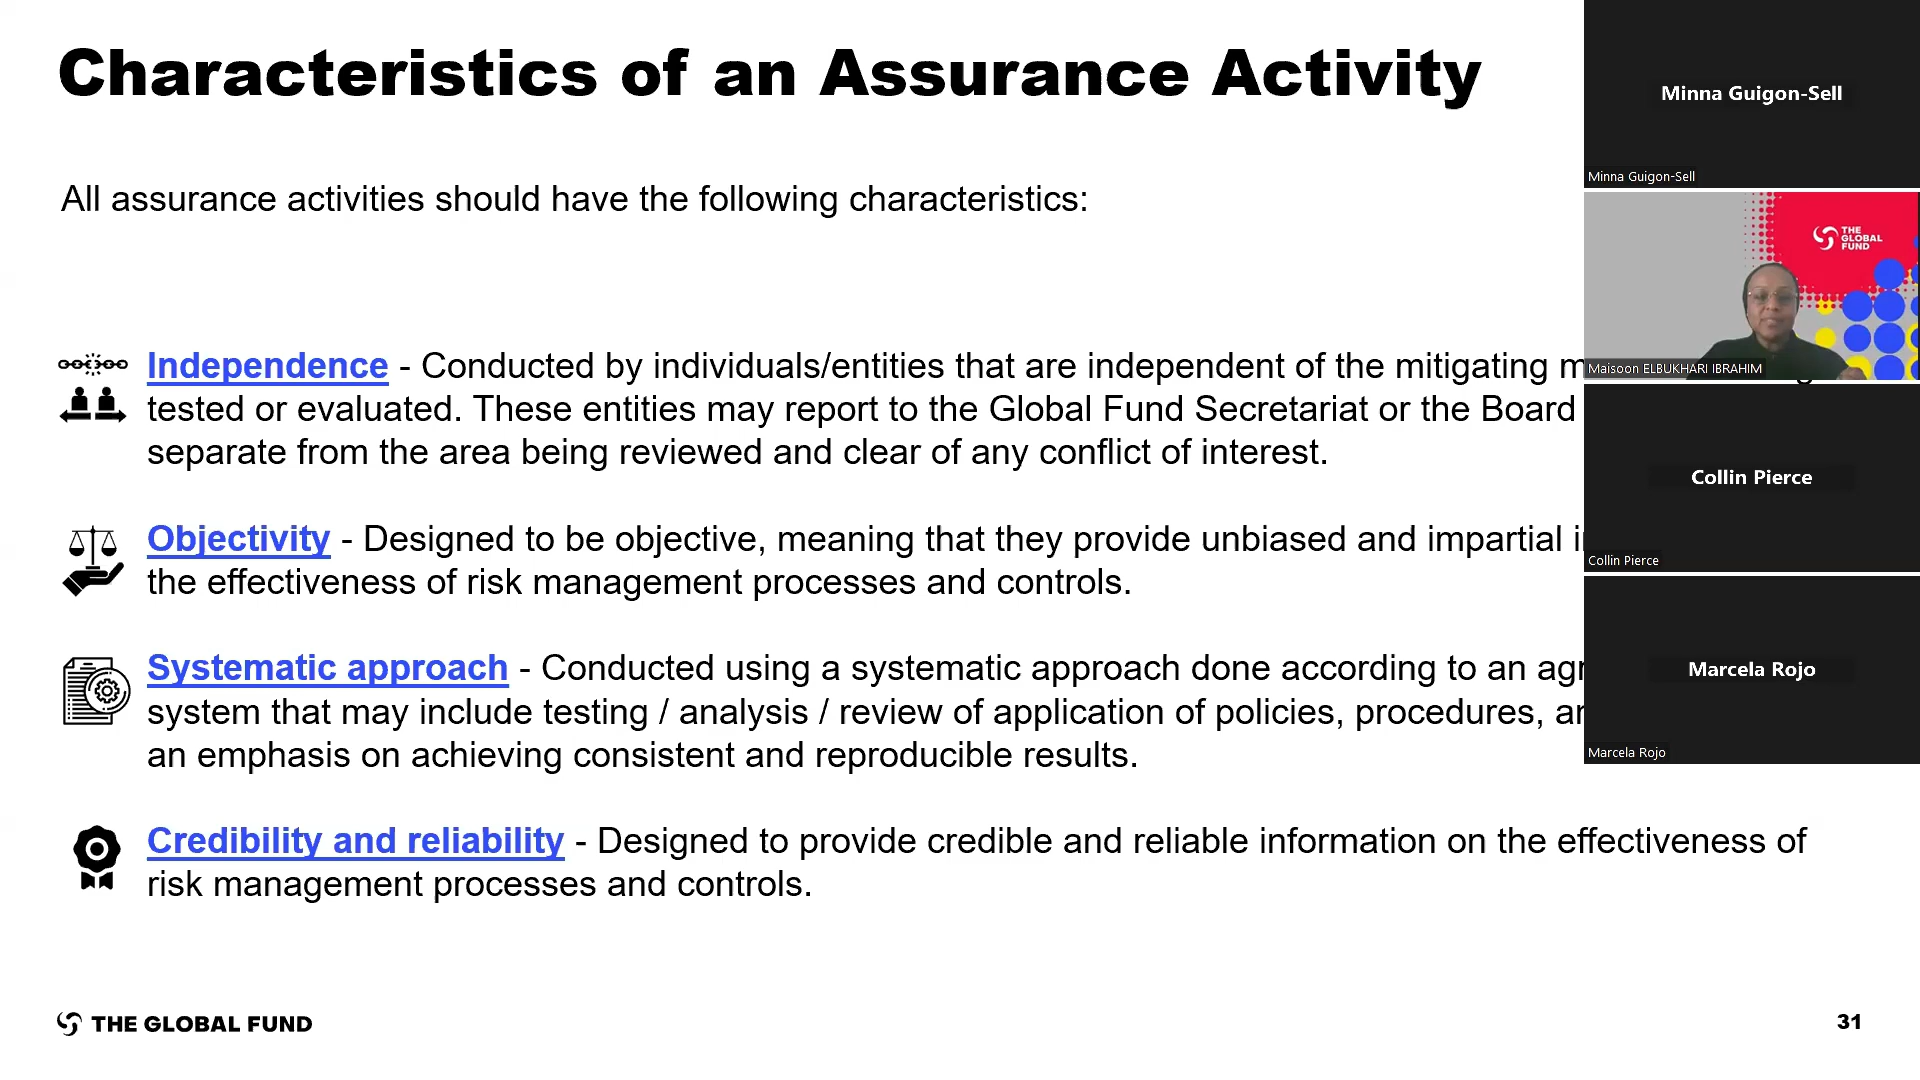 Characteristics of an Assurance Activity
All assurance activities should have the following characteristics:
Independence - Conducted by individuals/entities that are independent of the mitigating
tested or evaluated. These entities may report to the Global Fund Secretariat or the Board
separate from the area being reviewed and clear of any conflict of interest.
Objectivity - Designed to be objective, meaning that they provide unbiased and impartial
the effectiveness of risk management processes and controls.
Systematic approach - Conducted using a systematic approach done according to an
system that may include testing / analysis / review of application of policies, procedures,
an emphasis on achieving consistent and reproducible results.
Credibility and reliability - Designed to provide credible and reliable information on the effectiveness of
risk management processes and controls.
THE GLOBAL FUND
31
Minna Guigon-Sell
Minna Guigon-Sell
THE
GLOBAL
FUND
Maisoon ELBUKHARI IBRAHIM
Collin Pierce
Collin Pierce
Marcela Rojo
Marcela Rojo